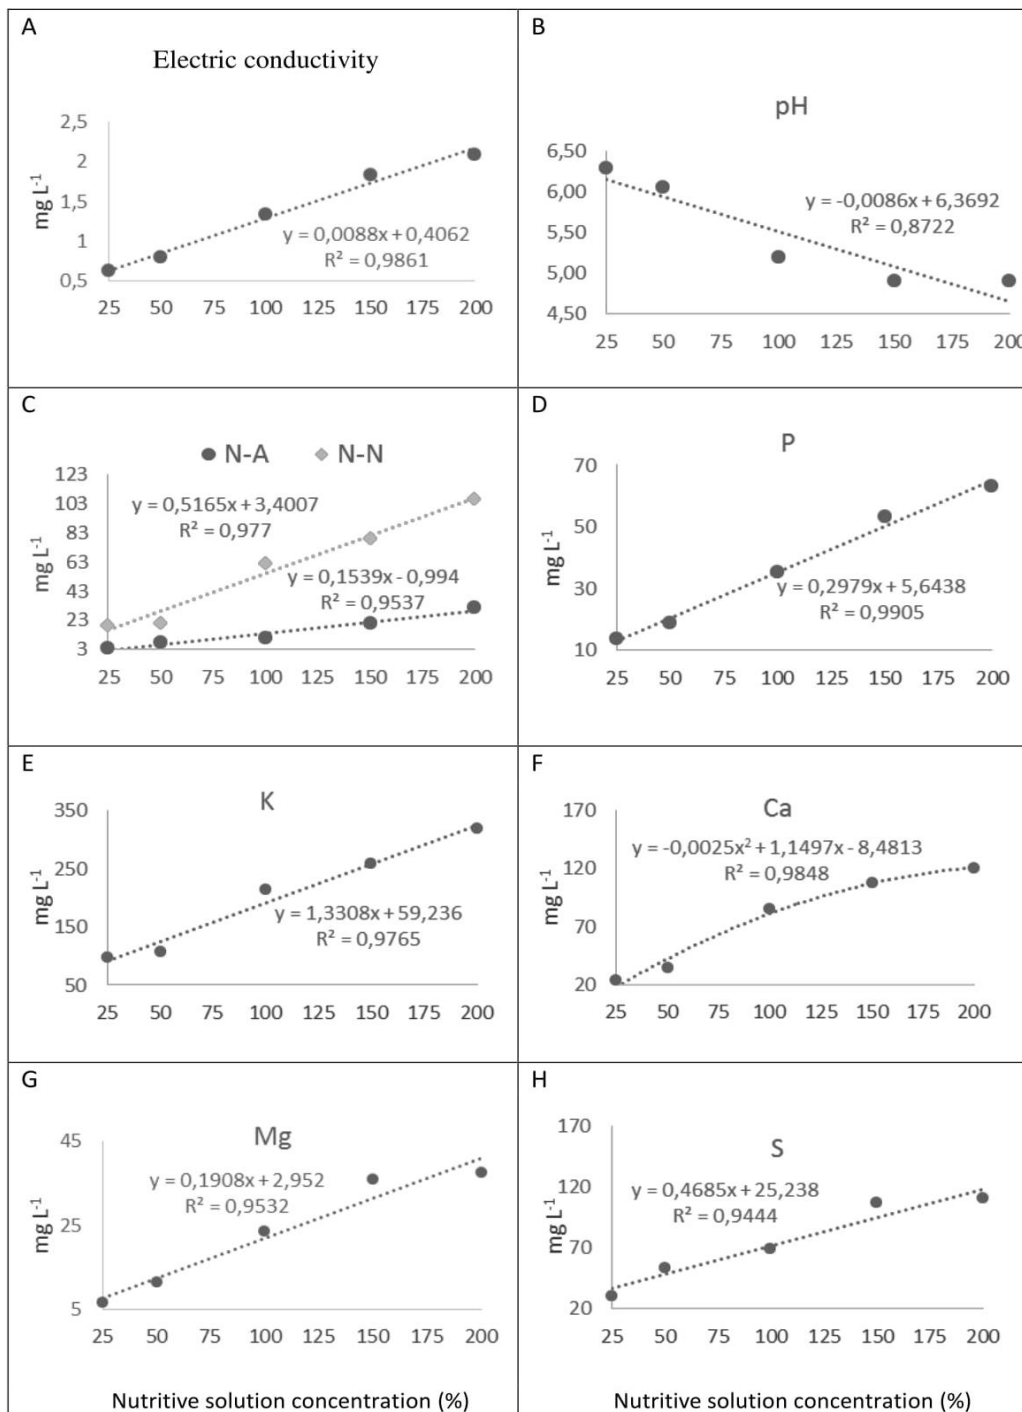 A
Electric conductivity
2,5
2
1,5
1
0,5
mg L-1
y = 0,0088x + 0,4062
R² = 0,9861
25 50 75 100 125 150 175 200
B
pH
6,50
6,00
5,50
5,00
4,50
y = -0,0086x + 6,3692
R² = 0,8722
25 50 75 100 125 150 175 200
C
N-A N-N
123
103
83
63
43
23
3
mg L-1
y = 0,5165x + 3,4007
R² = 0,977
y = 0,1539x - 0,994
R² = 0,9537
25 50 75 100 125 150 175 200
D
P
70
50
30
10
mg L-1
y = 0,2979x + 5,6438
R² = 0,9905
25 50 75 100 125 150 175 200
E
K
350
250
150
50
mg L-1
y = 1,3308x + 59,236
R² = 0,9765
25 50 75 100 125 150 175 200
F
Ca
170
120
70
20
mg L-1
y = -0,0025x² + 1,1497x - 8,4813
R² = 0,9848
25 50 75 100 125 150 175 200
G
Mg
45
25
5
mg L-1
y = 0,1908x + 2,952
R² = 0,9532
25 50 75 100 125 150 175 200
Nutritive solution concentration (%)
H
S
170
120
70
20
mg L-1
y = 0,4685x + 25,238
R² = 0,9444
25 50 75 100 125 150 175 200
Nutritive solution concentration (%)